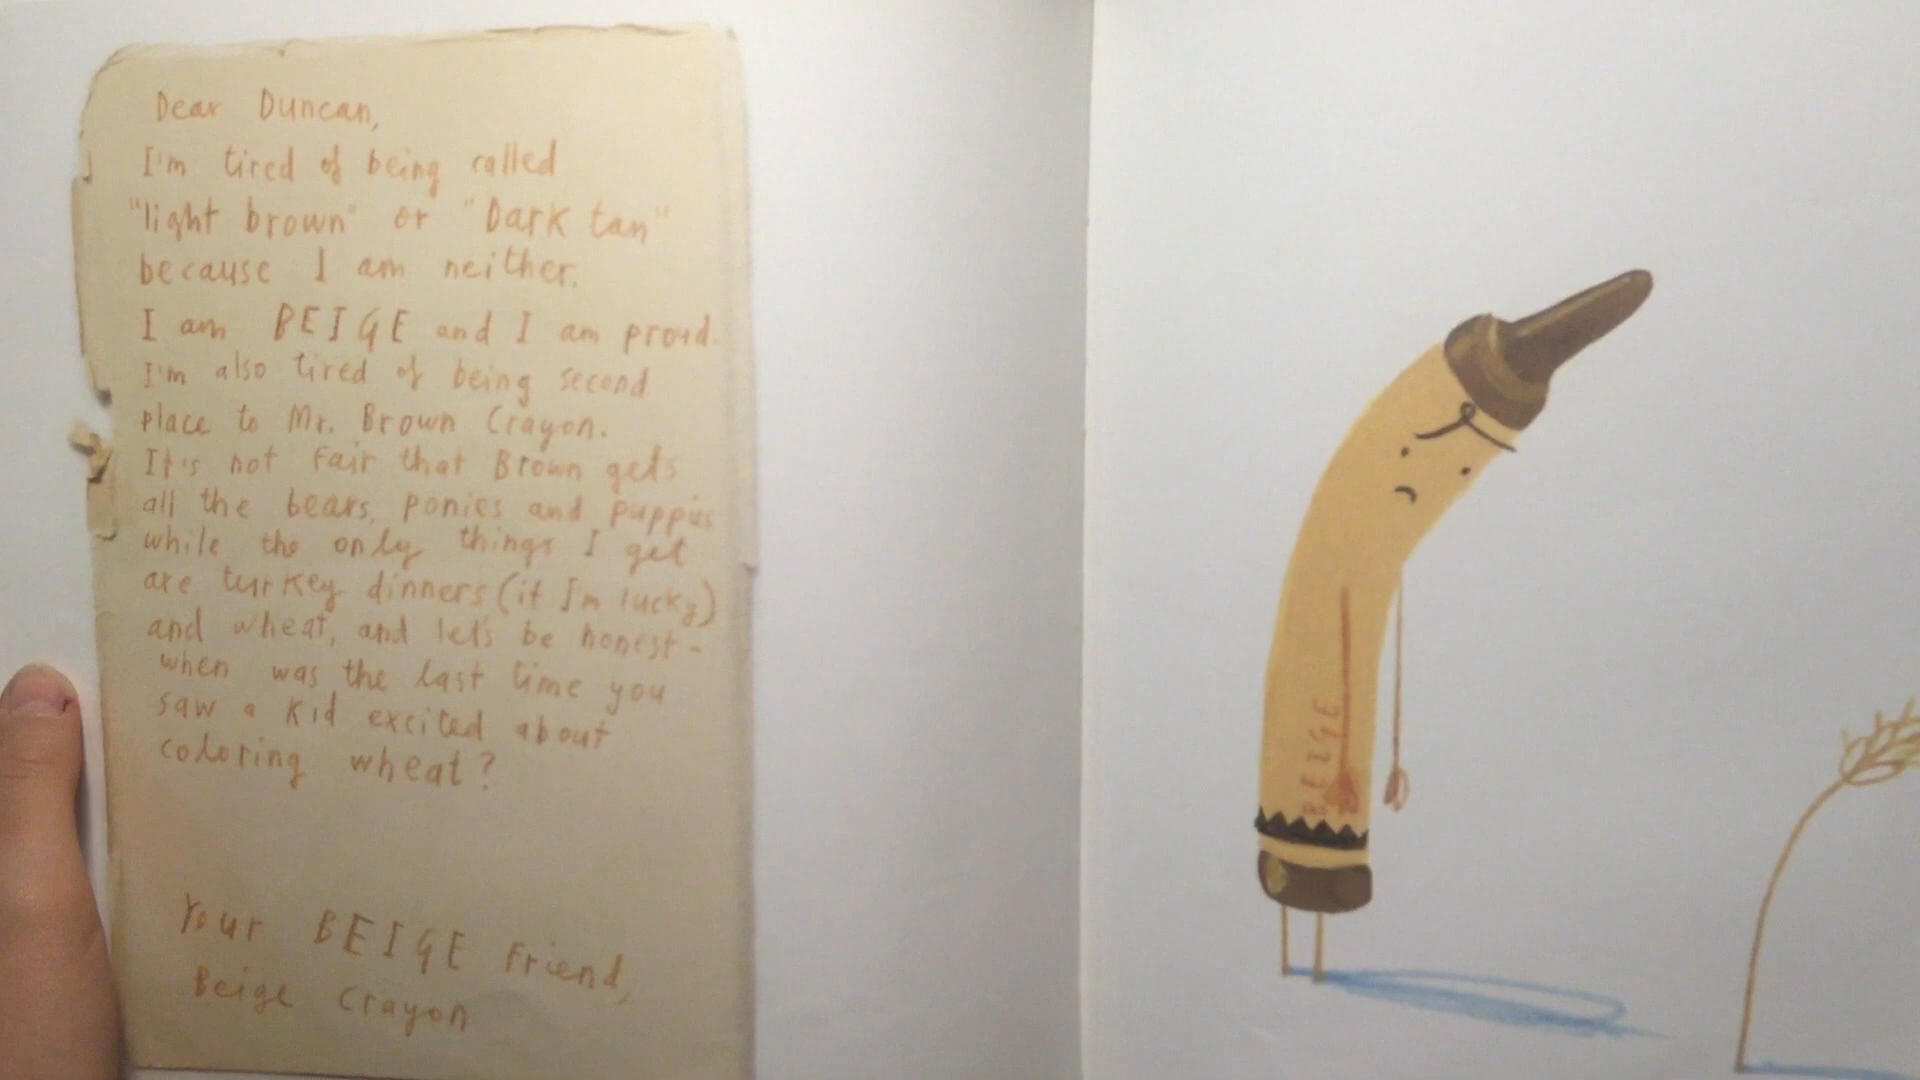 Dear Duncan,
I'm tired of being called
"light brown" or "Dark tan"
because I am neither.
I am BEIGE and I am proud.
I'm also tired of being second
place to Mr. Brown Crayon.
It's not fair that Brown gets
all the bears, ponies and puppies
while the only things I get
are turkey dinners (if I'm lucky)
and wheat, and let's be honest-
when was the last time you
saw a kid excited about
coloring wheat?
Your BEIGE friend,
Beige Crayon
BEIGE